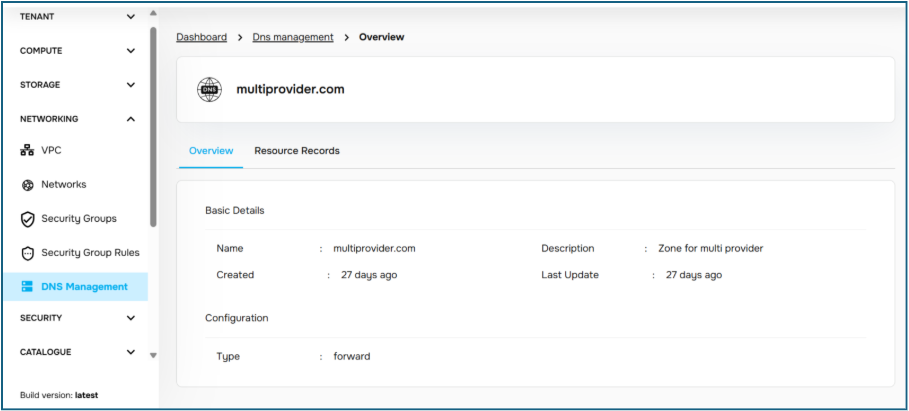 TENANT
COMPUTE
STORAGE
NETWORKING
VPC
Networks
Security Groups
Security Group Rules
DNS Management
SECURITY
CATALOGUE
Build version: latest
Dashboard > Dns management > Overview
DNS
multiprovider.com
Overview Resource Records
Basic Details
Name : multiprovider.com Description : Zone for multi provider
Created : 27 days ago Last Update : 27 days ago
Configuration
Type : forward